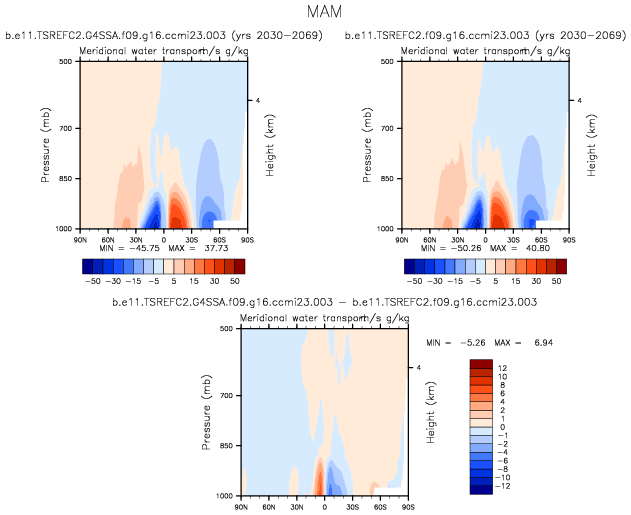 MAM
b.e11.TSREFC2.G4SSA.f09.g16.ccmi23.003 (yrs 2030-2069)
Meridional water transport m/s g/kg
500
700
850
1000
Pressure (mb)
4
Height (km)
90N 60N 30N 0 30S 60S 90S
MIN = -45.75 MAX = 37.73
-50 -30 -15 -5 5 15 30 50
b.e11.TSREFC2.f09.g16.ccmi23.003 (yrs 2030-2069)
Meridional water transport m/s g/kg
500
700
850
1000
Pressure (mb)
4
Height (km)
90N 60N 30N 0 30S 60S 90S
MIN = -50.28 MAX = 40.80
-50 -30 -15 -5 5 15 30 50
b.e11.TSREFC2.G4SSA.f09.g16.ccmi23.003 - b.e11.TSREFC2.f09.g16.ccmi23.003
Meridional water transport m/s g/kg
500
700
850
1000
Pressure (mb)
4
Height (km)
90N 60N 30N 0 30S 60S 90S
MIN = -5.26 MAX = 6.94
12
10
8
6
4
2
1
0
-1
-2
-4
-6
-8
-10
-12